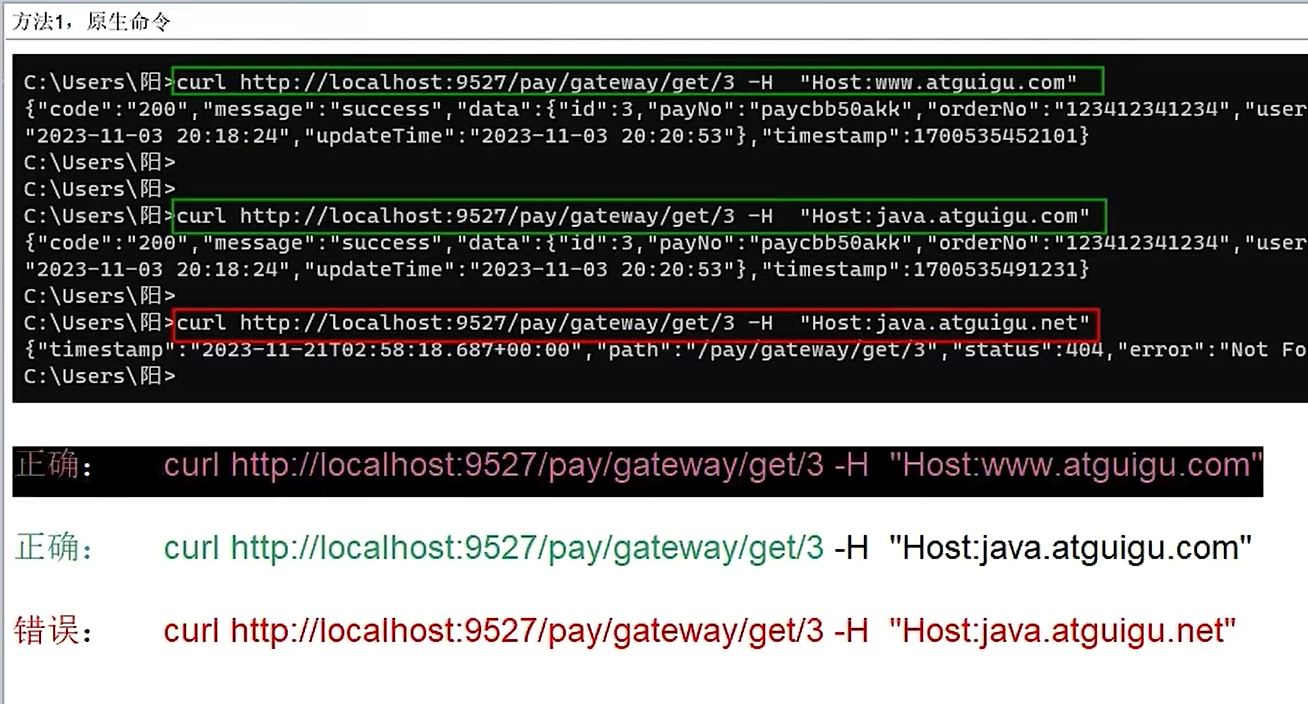 方法1，原生命令
C:\Users\阳>curl http://localhost:9527/pay/gateway/get/3 -H  "Host:www.atguigu.com"
{"code":"200","message":"success","data":{"id":3,"payNo":"paycbb50akk","orderNo":"123412341234","user
"2023-11-03 20:18:24","updateTime":"2023-11-03 20:20:53"},"timestamp":1700535452101}
C:\Users\阳>
C:\Users\阳>
C:\Users\阳>curl http://localhost:9527/pay/gateway/get/3 -H  "Host:java.atguigu.com"
{"code":"200","message":"success","data":{"id":3,"payNo":"paycbb50akk","orderNo":"123412341234","user
"2023-11-03 20:18:24","updateTime":"2023-11-03 20:20:53"},"timestamp":1700535491231}
C:\Users\阳>
C:\Users\阳>curl http://localhost:9527/pay/gateway/get/3 -H  "Host:java.atguigu.net"
{"timestamp":"2023-11-21T02:58:18.687+00:00","path":"/pay/gateway/get/3","status":404,"error":"Not Fo
C:\Users\阳>
正确： curl http://localhost:9527/pay/gateway/get/3 -H  "Host:www.atguigu.com"
正确： curl http://localhost:9527/pay/gateway/get/3 -H  "Host:java.atguigu.com"
错误： curl http://localhost:9527/pay/gateway/get/3 -H  "Host:java.atguigu.net"